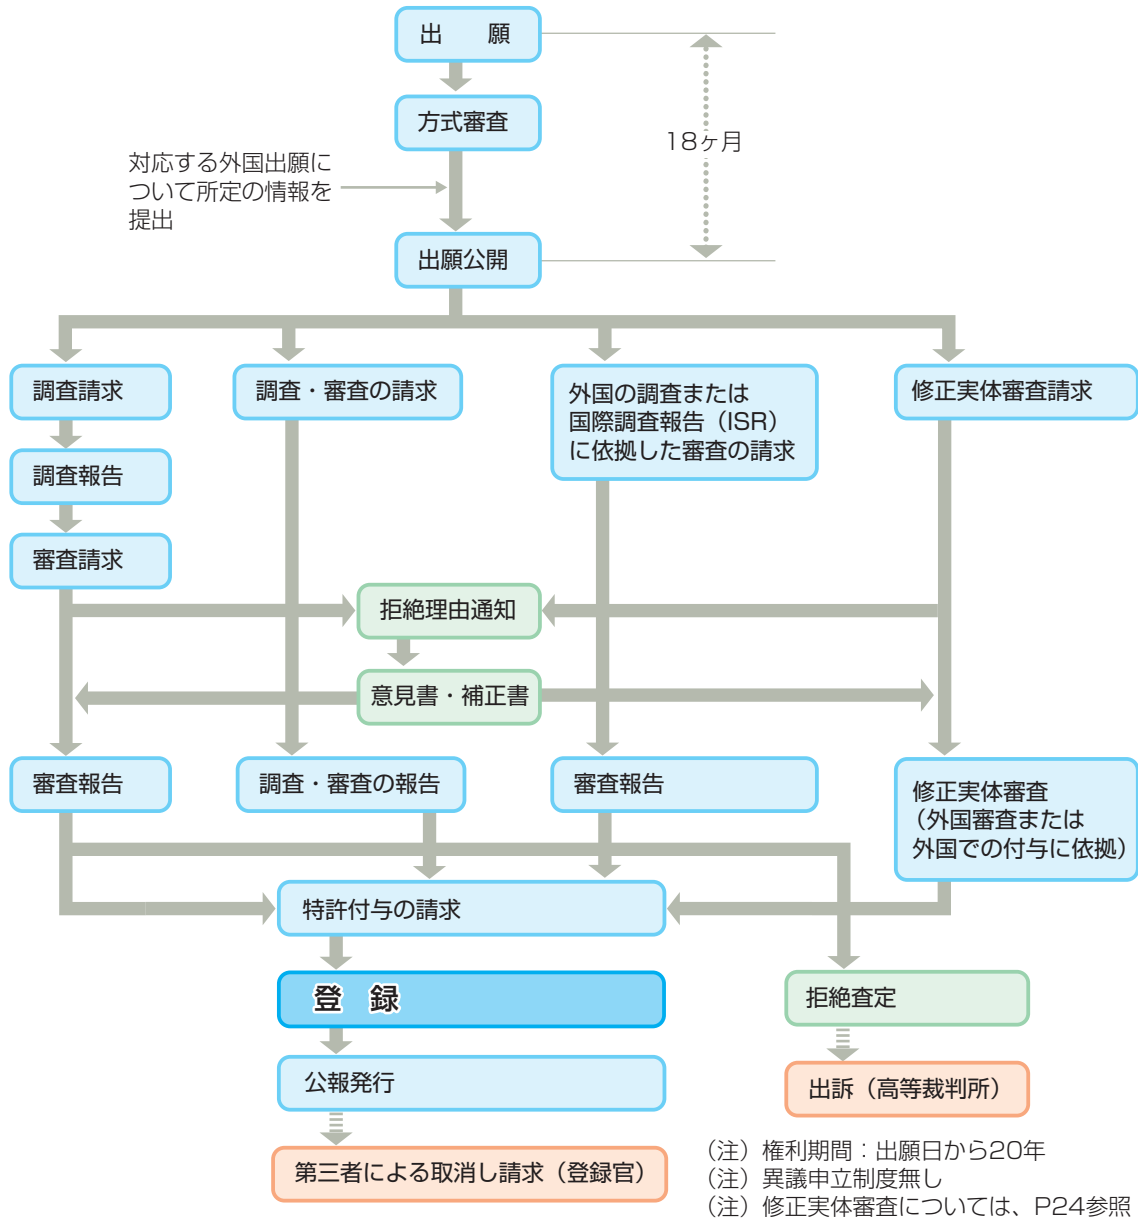 出　願
方式審査
18ヶ月
対応する外国出願に
ついて所定の情報を
提出
出願公開
調査請求
調査・審査の請求
外国の調査または
国際調査報告（ISR）
に依拠した審査の請求
修正実体審査請求
調査報告
審査請求
拒絶理由通知
意見書・補正書
審査報告
調査・審査の報告
審査報告
修正実体審査
（外国審査または
外国での付与に依拠）
特許付与の請求
登　録
拒絶査定
公報発行
出訴（高等裁判所）
第三者による取消し請求（登録官）
（注）権利期間：出願日から20年
（注）異議申立制度無し
（注）修正実体審査については、P24参照